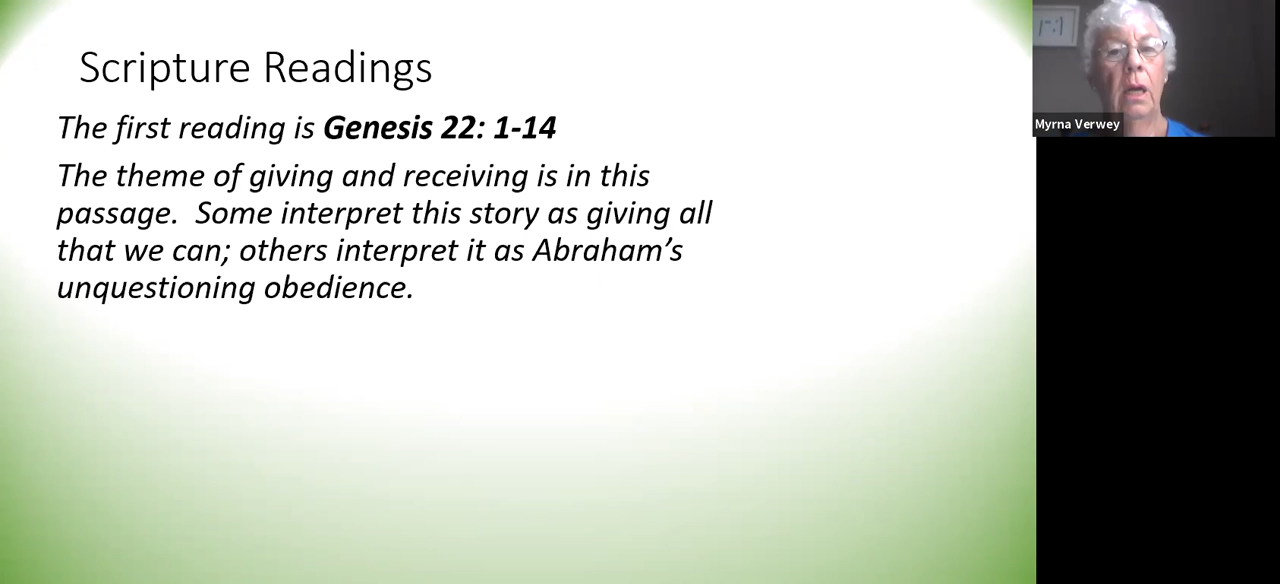 Scripture Readings
The first reading is Genesis 22: 1-14
The theme of giving and receiving is in this
passage.  Some interpret this story as giving all
that we can; others interpret it as Abraham’s
unquestioning obedience.
Myrna Verwey